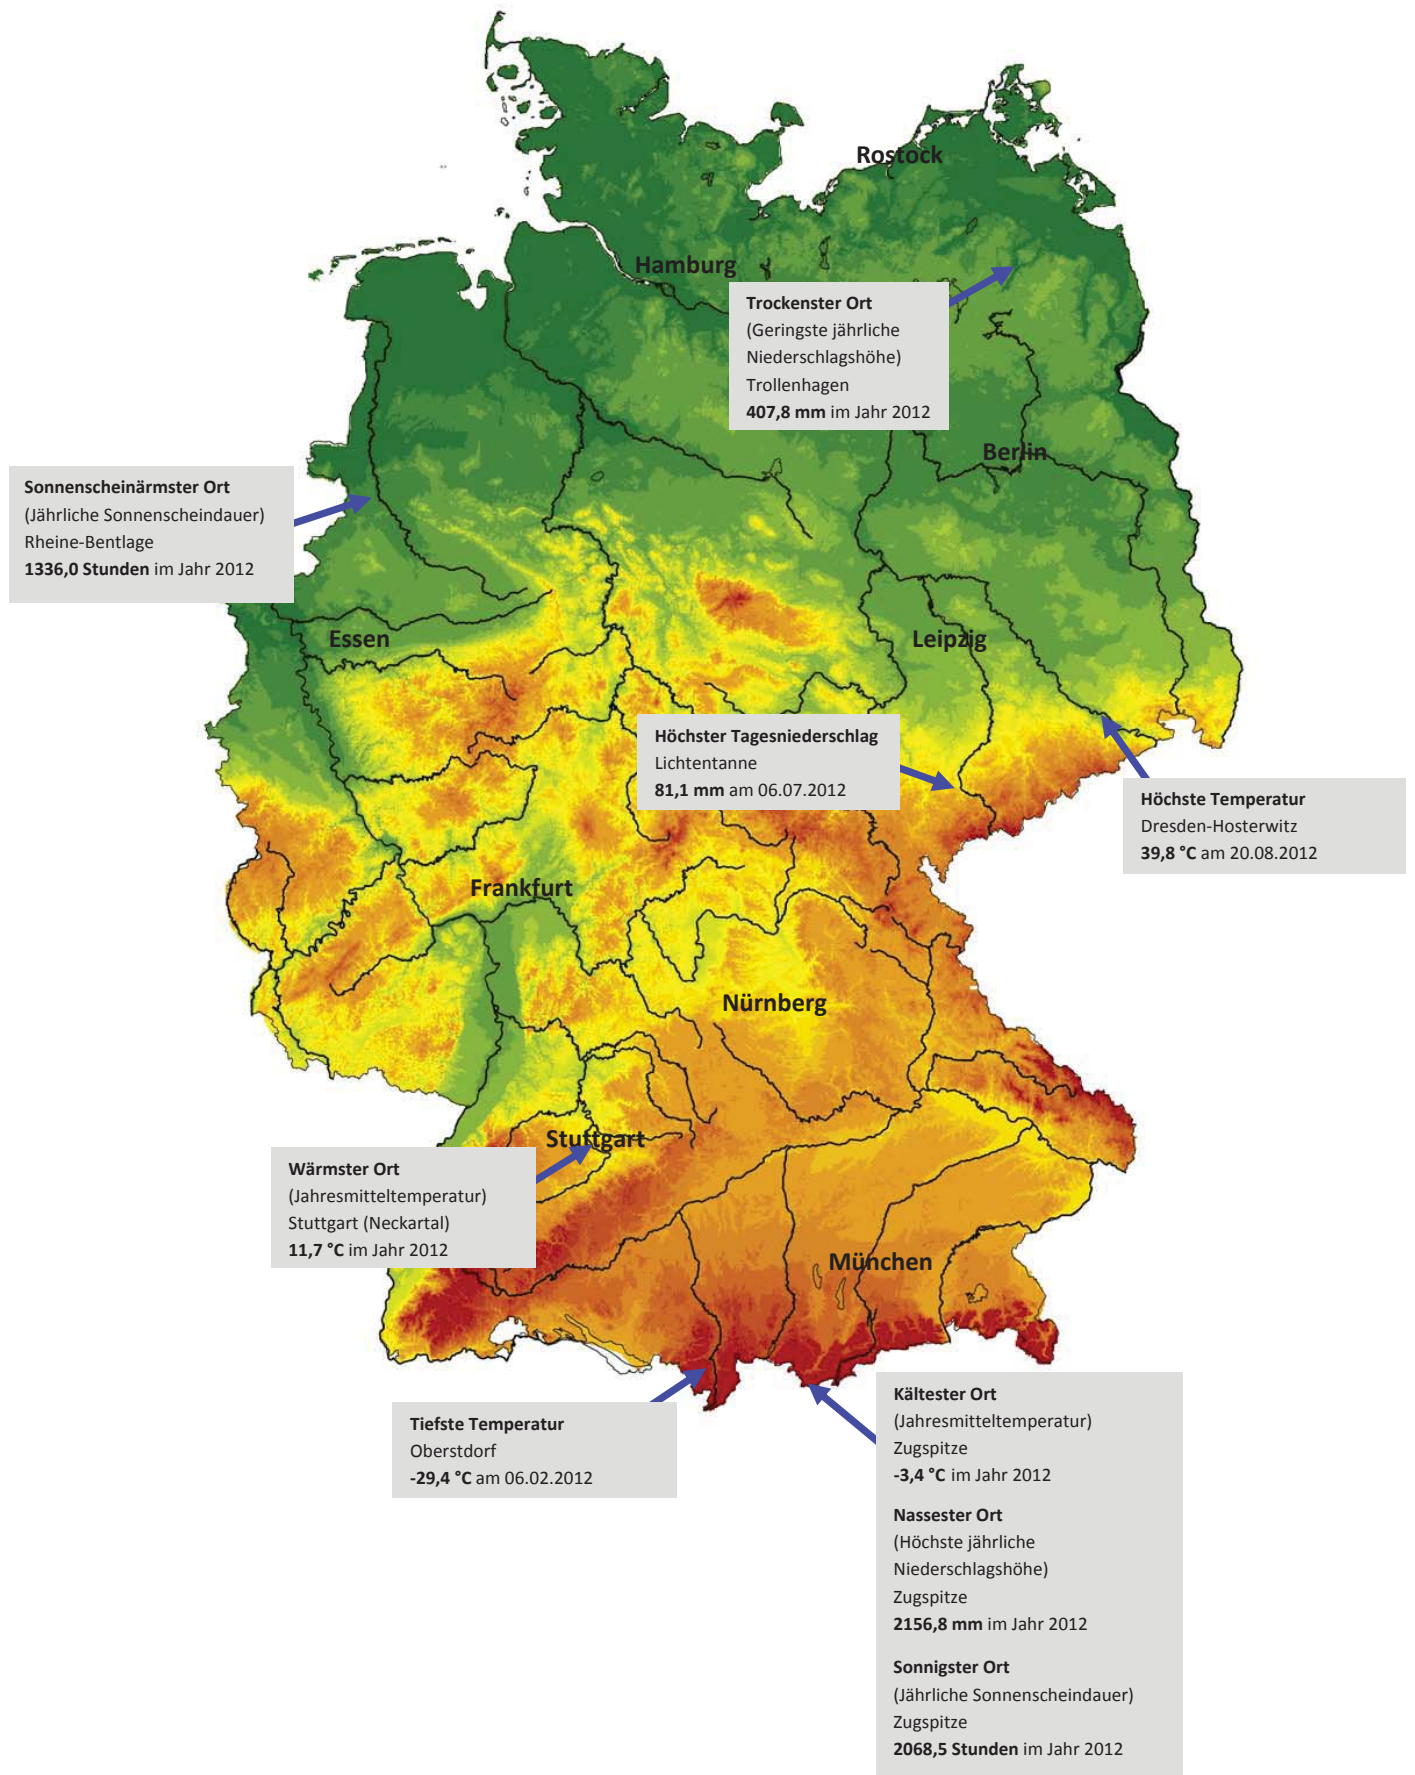 Rostock
Hamburg
Trockenster Ort
(Geringste jährliche
Niederschlagshöhe)
Trollenhagen
407,8 mm im Jahr 2012
Berlin
Sonnenscheinärmster Ort
(Jährliche Sonnenscheindauer)
Rheine-Bentlage
1336,0 Stunden im Jahr 2012
Essen
Leipzig
Höchster Tagesniederschlag
Lichtentanne
81,1 mm am 06.07.2012
Höchste Temperatur
Dresden-Hosterwitz
39,8 °C am 20.08.2012
Frankfurt
Nürnberg
Stuttgart
Wärmster Ort
(Jahresmitteltemperatur)
Stuttgart (Neckartal)
11,7 °C im Jahr 2012
München
Tiefste Temperatur
Oberstdorf
-29,4 °C am 06.02.2012
Kältester Ort
(Jahresmitteltemperatur)
Zugspitze
-3,4 °C im Jahr 2012
Nassester Ort
(Höchste jährliche
Niederschlagshöhe)
Zugspitze
2156,8 mm im Jahr 2012
Sonnigster Ort
(Jährliche Sonnenscheindauer)
Zugspitze
2068,5 Stunden im Jahr 2012